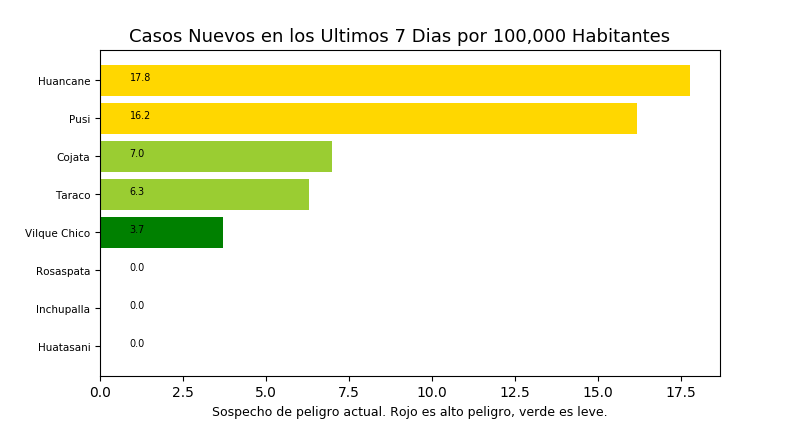 Casos Nuevos en los Ultimos 7 Dias por 100,000 Habitantes
Huancane 17.8
Pusi 16.2
Cojata 7.0
Taraco 6.3
Vilque Chico 3.7
Rosaspata 0.0
Inchupalla 0.0
Huatasani 0.0
0.0 2.5 5.0 7.5 10.0 12.5 15.0 17.5
Sospecho de peligro actual. Rojo es alto peligro, verde es leve.